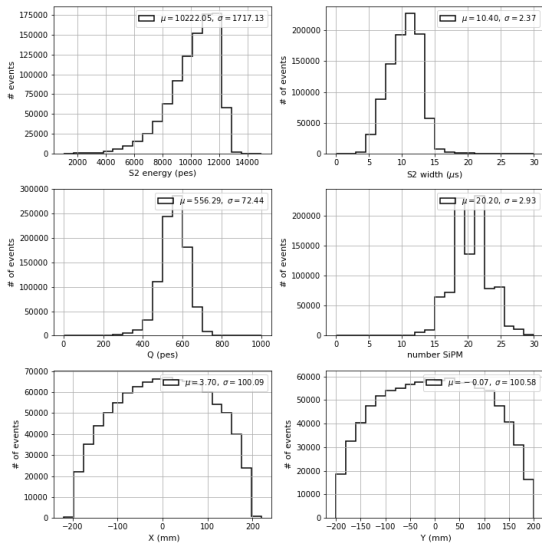 μ = 10222.05, σ = 1717.13
175000
150000
125000
100000
75000
50000
25000
0
# events
2000 4000 6000 8000 10000 12000 14000
S2 energy (pes)
μ = 10.40, σ = 2.37
200000
150000
100000
50000
0
# of events
0 5 10 15 20 25 30
S2 width (μs)
μ = 556.29, σ = 72.44
300000
250000
200000
150000
100000
50000
0
# of events
0 200 400 600 800 1000
Q (pes)
μ = 20.20, σ = 2.93
200000
150000
100000
50000
0
# of events
0 5 10 15 20 25 30
number SiPM
μ = 3.70, σ = 100.09
70000
60000
50000
40000
30000
20000
10000
0
# of events
−200 −100 0 100 200
X (mm)
μ = −0.07, σ = 100.58
60000
50000
40000
30000
20000
10000
0
# of events
−200 −150 −100 −50 0 50 100 150 200
Y (mm)